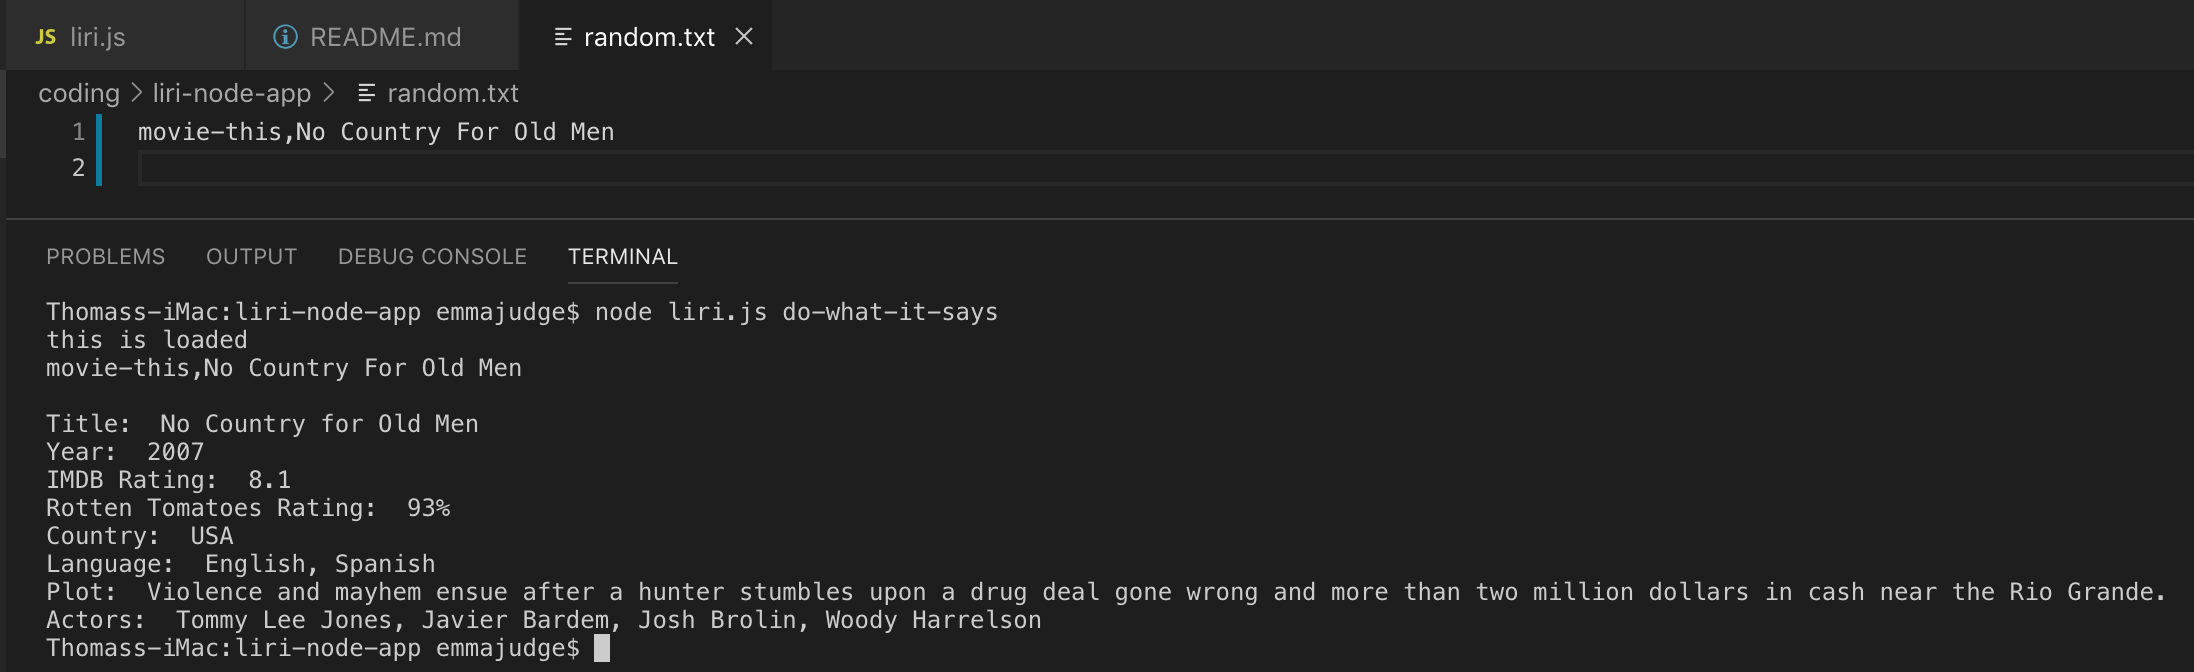 JS liri.js README.md random.txt
coding > liri-node-app > random.txt
1 movie-this,No Country For Old Men
2
PROBLEMS OUTPUT DEBUG CONSOLE TERMINAL
Thomass-iMac:liri-node-app emmajudge$ node liri.js do-what-it-says
this is loaded
movie-this,No Country For Old Men
Title:  No Country for Old Men
Year:  2007
IMDB Rating:  8.1
Rotten Tomatoes Rating:  93%
Country:  USA
Language:  English, Spanish
Plot:  Violence and mayhem ensue after a hunter stumbles upon a drug deal gone wrong and more than two million dollars in cash near the Rio Grande.
Actors:  Tommy Lee Jones, Javier Bardem, Josh Brolin, Woody Harrelson
Thomass-iMac:liri-node-app emmajudge$